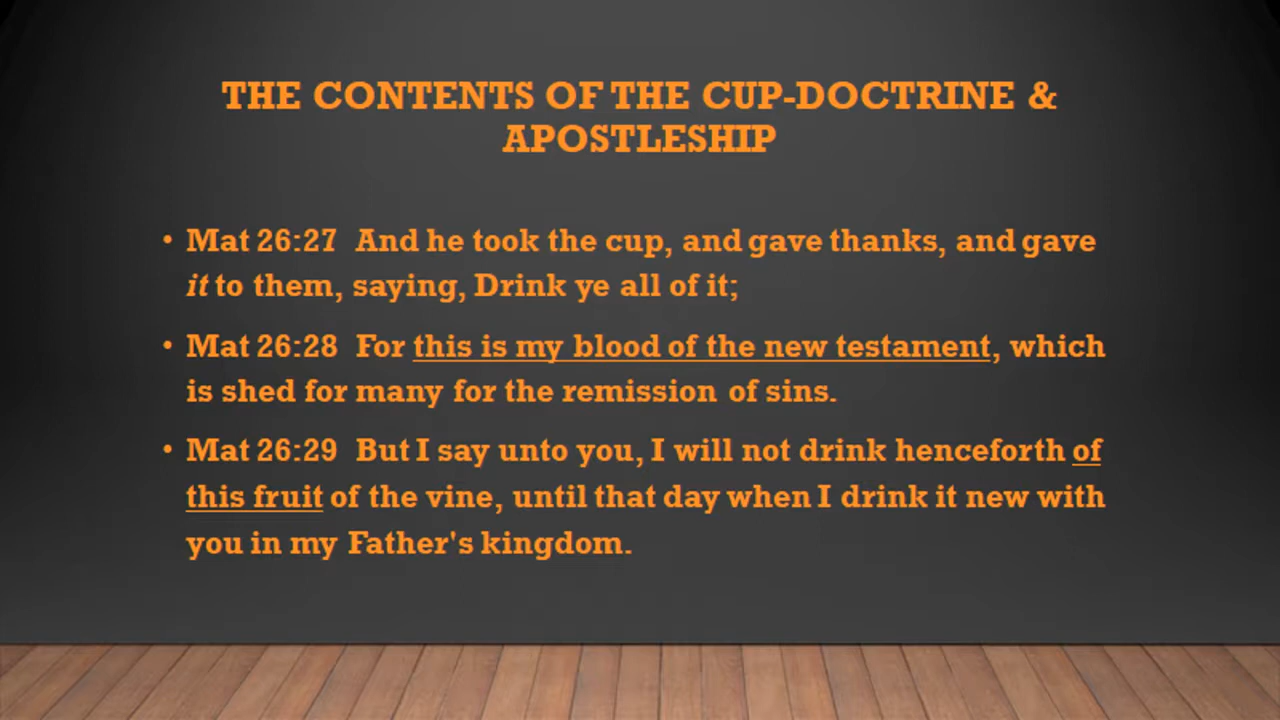 THE CONTENTS OF THE CUP-DOCTRINE &
APOSTLESHIP
• Mat 26:27 And he took the cup, and gave thanks, and gave
it to them, saying, Drink ye all of it;
• Mat 26:28 For this is my blood of the new testament, which
is shed for many for the remission of sins.
• Mat 26:29 But I say unto you, I will not drink henceforth of
this fruit of the vine, until that day when I drink it new with
you in my Father's kingdom.